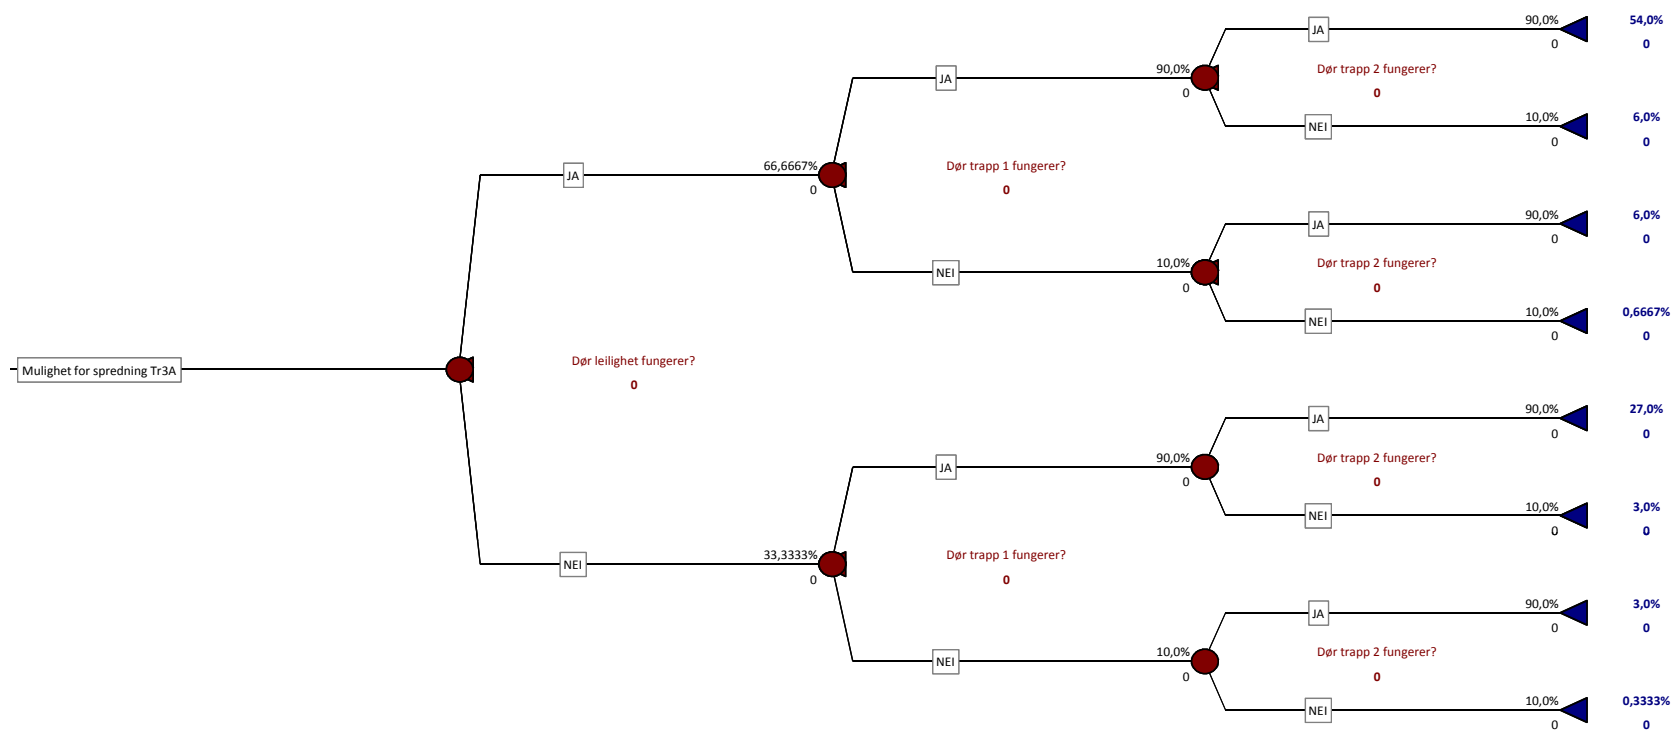 JA
90,0%
0
54,0%
0
Dør trapp 2 fungerer?
0
JA
90,0%
0
NEI
10,0%
0
6,0%
0
JA
66,6667%
0
Dør trapp 1 fungerer?
0
JA
90,0%
0
6,0%
0
Dør trapp 2 fungerer?
0
NEI
10,0%
0
NEI
10,0%
0
0,6667%
0
Mulighet for spredning Tr3A
Dør leilighet fungerer?
0
JA
90,0%
0
27,0%
0
Dør trapp 2 fungerer?
0
JA
90,0%
0
NEI
10,0%
0
3,0%
0
NEI
33,3333%
0
Dør trapp 1 fungerer?
0
JA
90,0%
0
3,0%
0
Dør trapp 2 fungerer?
0
NEI
10,0%
0
NEI
10,0%
0
0,3333%
0